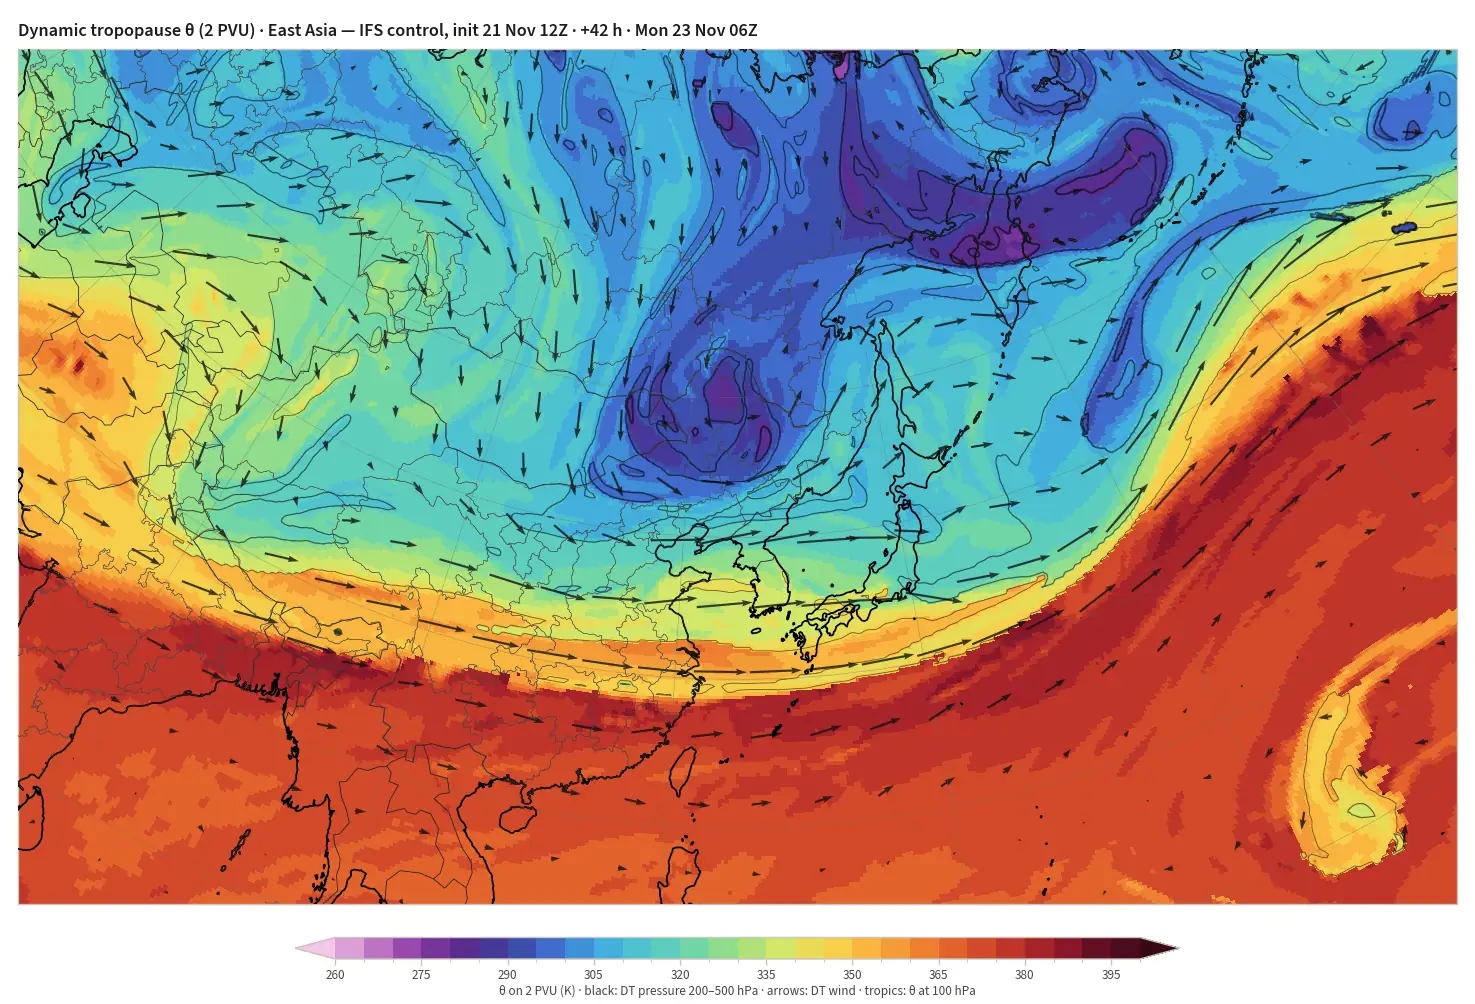 Dynamic tropopause θ (2 PVU) · East Asia — IFS control, init 21 Nov 12Z · +42 h · Mon 23 Nov 06Z
260 275 290 305 320 335 350 365 380 395
θ on 2 PVU (K) · black: DT pressure 200–500 hPa · arrows: DT wind · tropics: θ at 100 hPa